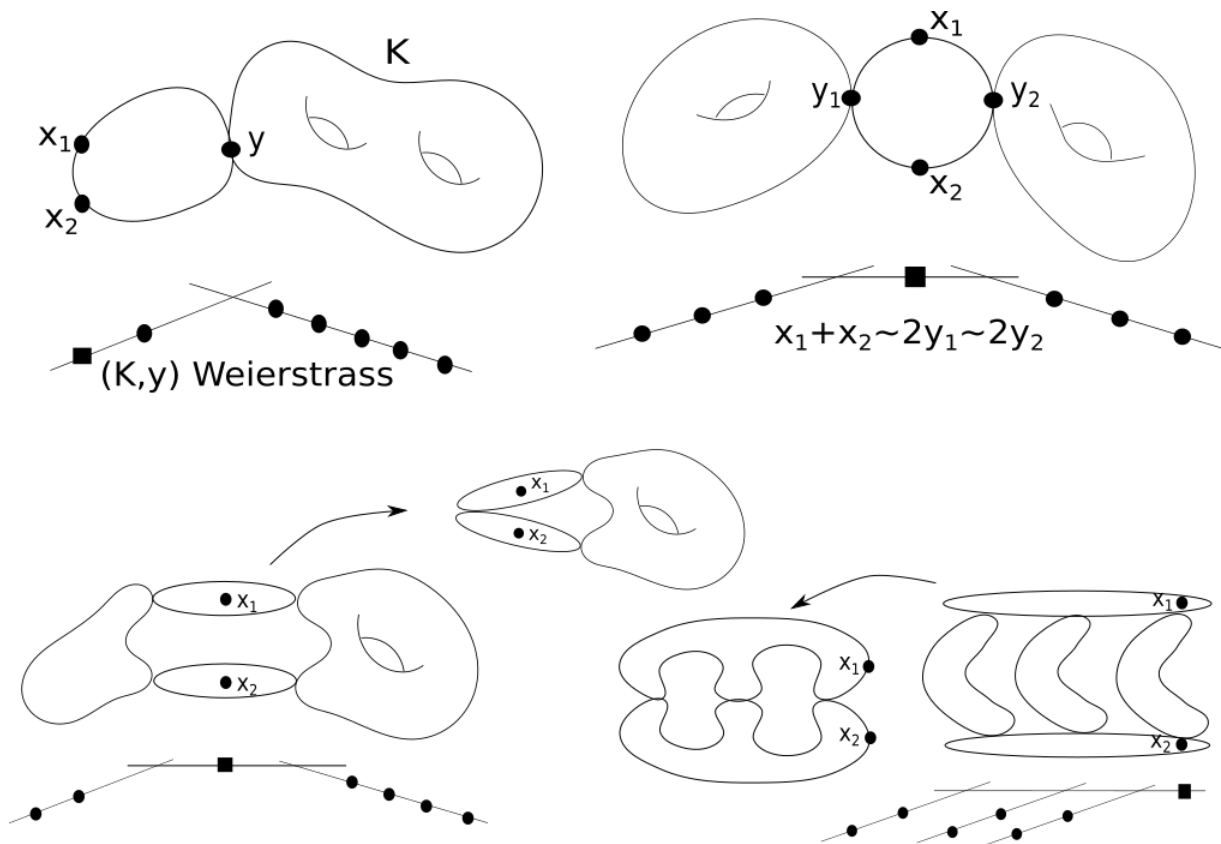 K
x₁
y
x₂
(K,y) Weierstrass
x₁
y₁
y₂
x₂
x₁+x₂~2y₁~2y₂
x₁
x₂
x₁
x₂
x₁
x₂
x₁
x₂